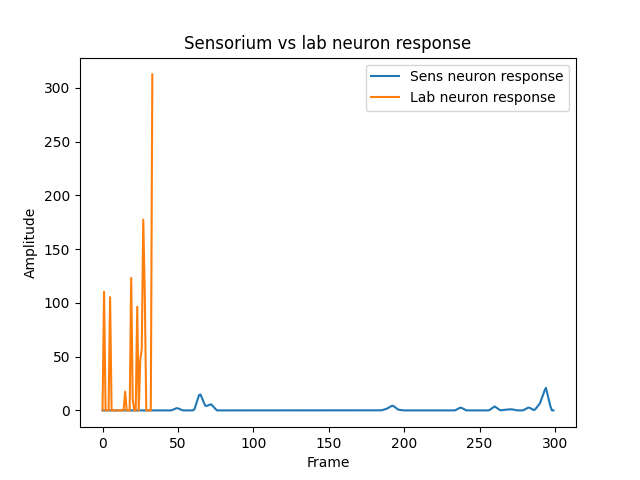 Sensorium vs lab neuron response
Sens neuron response
Lab neuron response
Amplitude
300
250
200
150
100
50
0
0 50 100 150 200 250 300
Frame